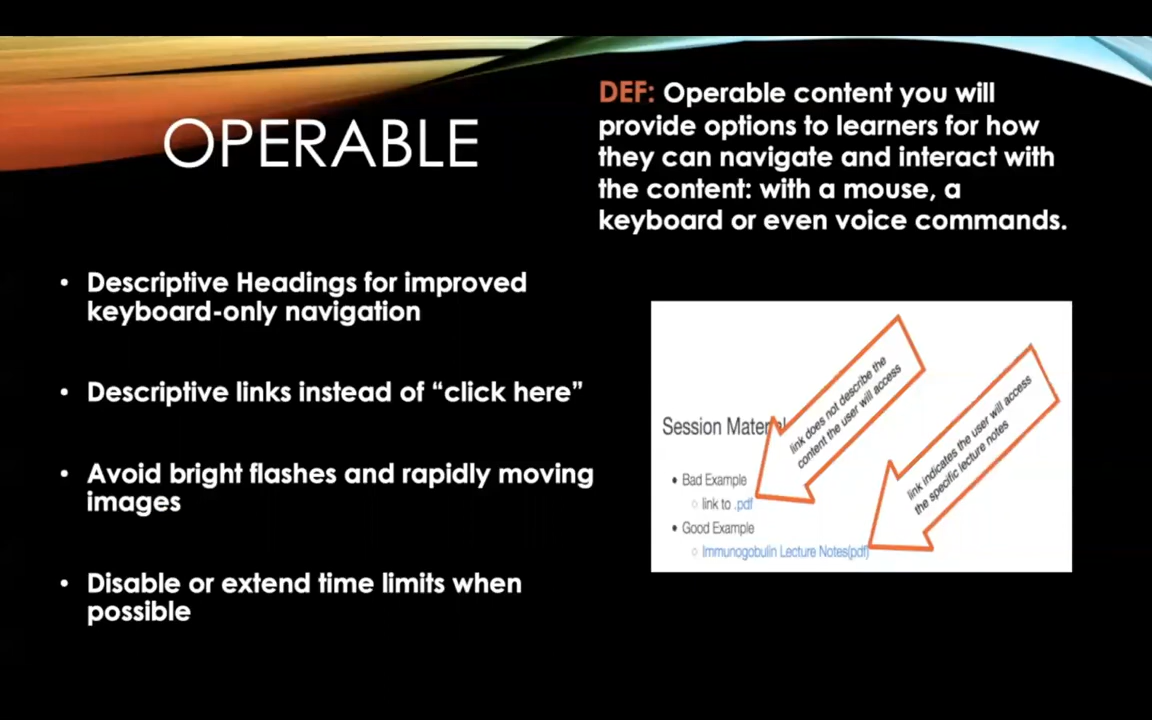 OPERABLE
DEF: Operable content you will
provide options to learners for how
they can navigate and interact with
the content: with a mouse, a
keyboard or even voice commands.
• Descriptive Headings for improved
keyboard-only navigation
• Descriptive links instead of “click here”
• Avoid bright flashes and rapidly moving
images
• Disable or extend time limits when
possible
Session Material
• Bad Example
○ link to .pdf
• Good Example
○ Immunogobulin Lecture Notes(pdf)
link does not describe the
content the user will access
link indicates the user will access
the specific lecture notes